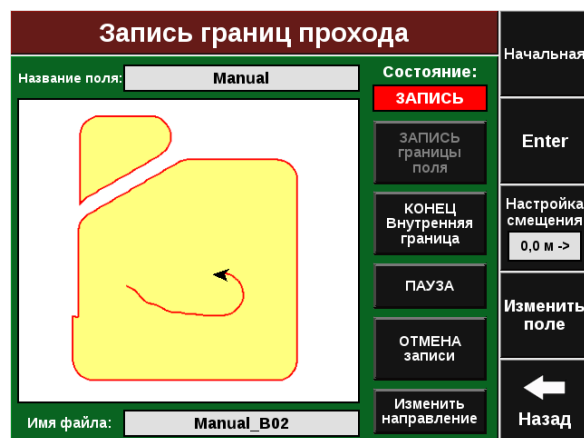 Запись границ прохода
Название поля:
Manual
Состояние:
ЗАПИСЬ
ЗАПИСЬ
границы
поля
КОНЕЦ
Внутренняя
граница
ПАУЗА
ОТМЕНА
записи
Изменить
направление
Имя файла:
Manual_B02
Начальная
Enter
Настройка
смещения
0,0 м ->
Изменить
поле
Назад